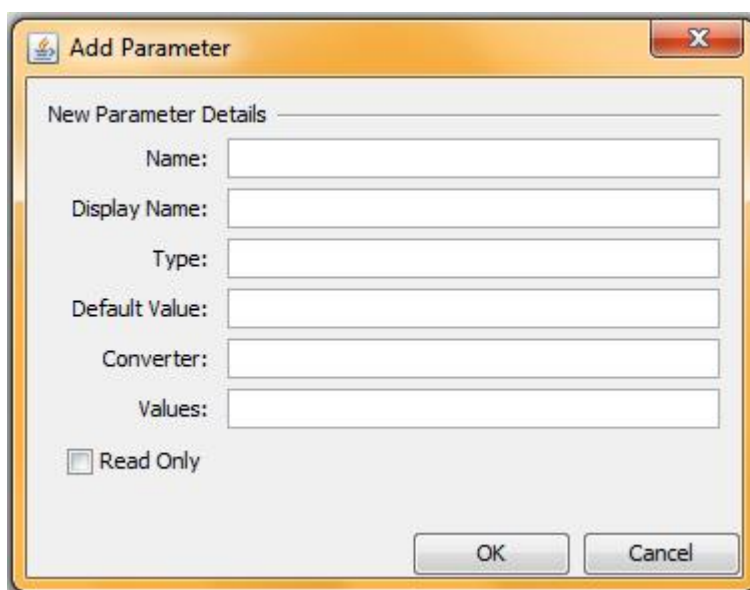 Add Parameter
New Parameter Details
Name:
Display Name:
Type:
Default Value:
Converter:
Values:
Read Only
OK Cancel